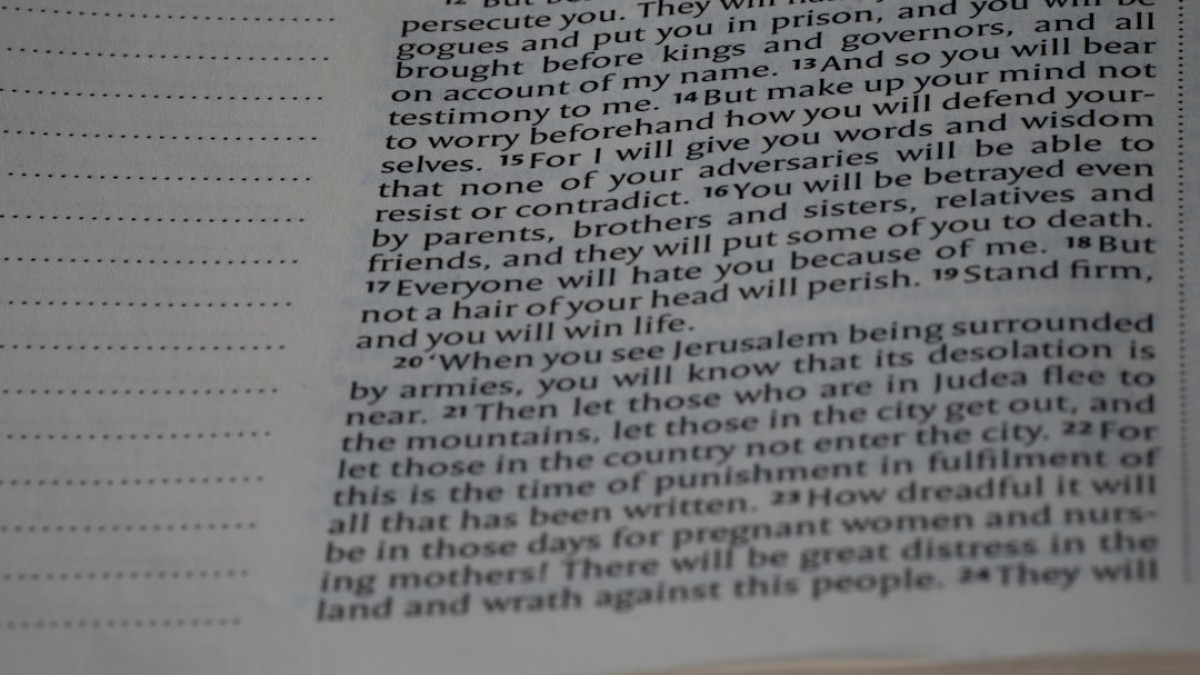 12 But
persecute you. They will
gogues and put you in prison, and you will be
brought before kings and governors, and all
on account of my name. 13 And so you will bear
testimony to me. 14 But make up your mind not
to worry beforehand how you will defend your-
selves. 15 For I will give you words and wisdom
that none of your adversaries will be able to
resist or contradict. 16 You will be betrayed even
by parents, brothers and sisters, relatives and
friends, and they will put some of you to death.
17 Everyone will hate you because of me. 18 But
not a hair of your head will perish. 19 Stand firm,
and you will win life.
20 ‘When you see Jerusalem being surrounded
by armies, you will know that its desolation is
near. 21 Then let those who are in Judea flee to
the mountains, let those in the city get out, and
let those in the country not enter the city. 22 For
this is the time of punishment in fulfilment of
all that has been written. 23 How dreadful it will
be in those days for pregnant women and nurs-
ing mothers! There will be great distress in the
land and wrath against this people. 24 They will